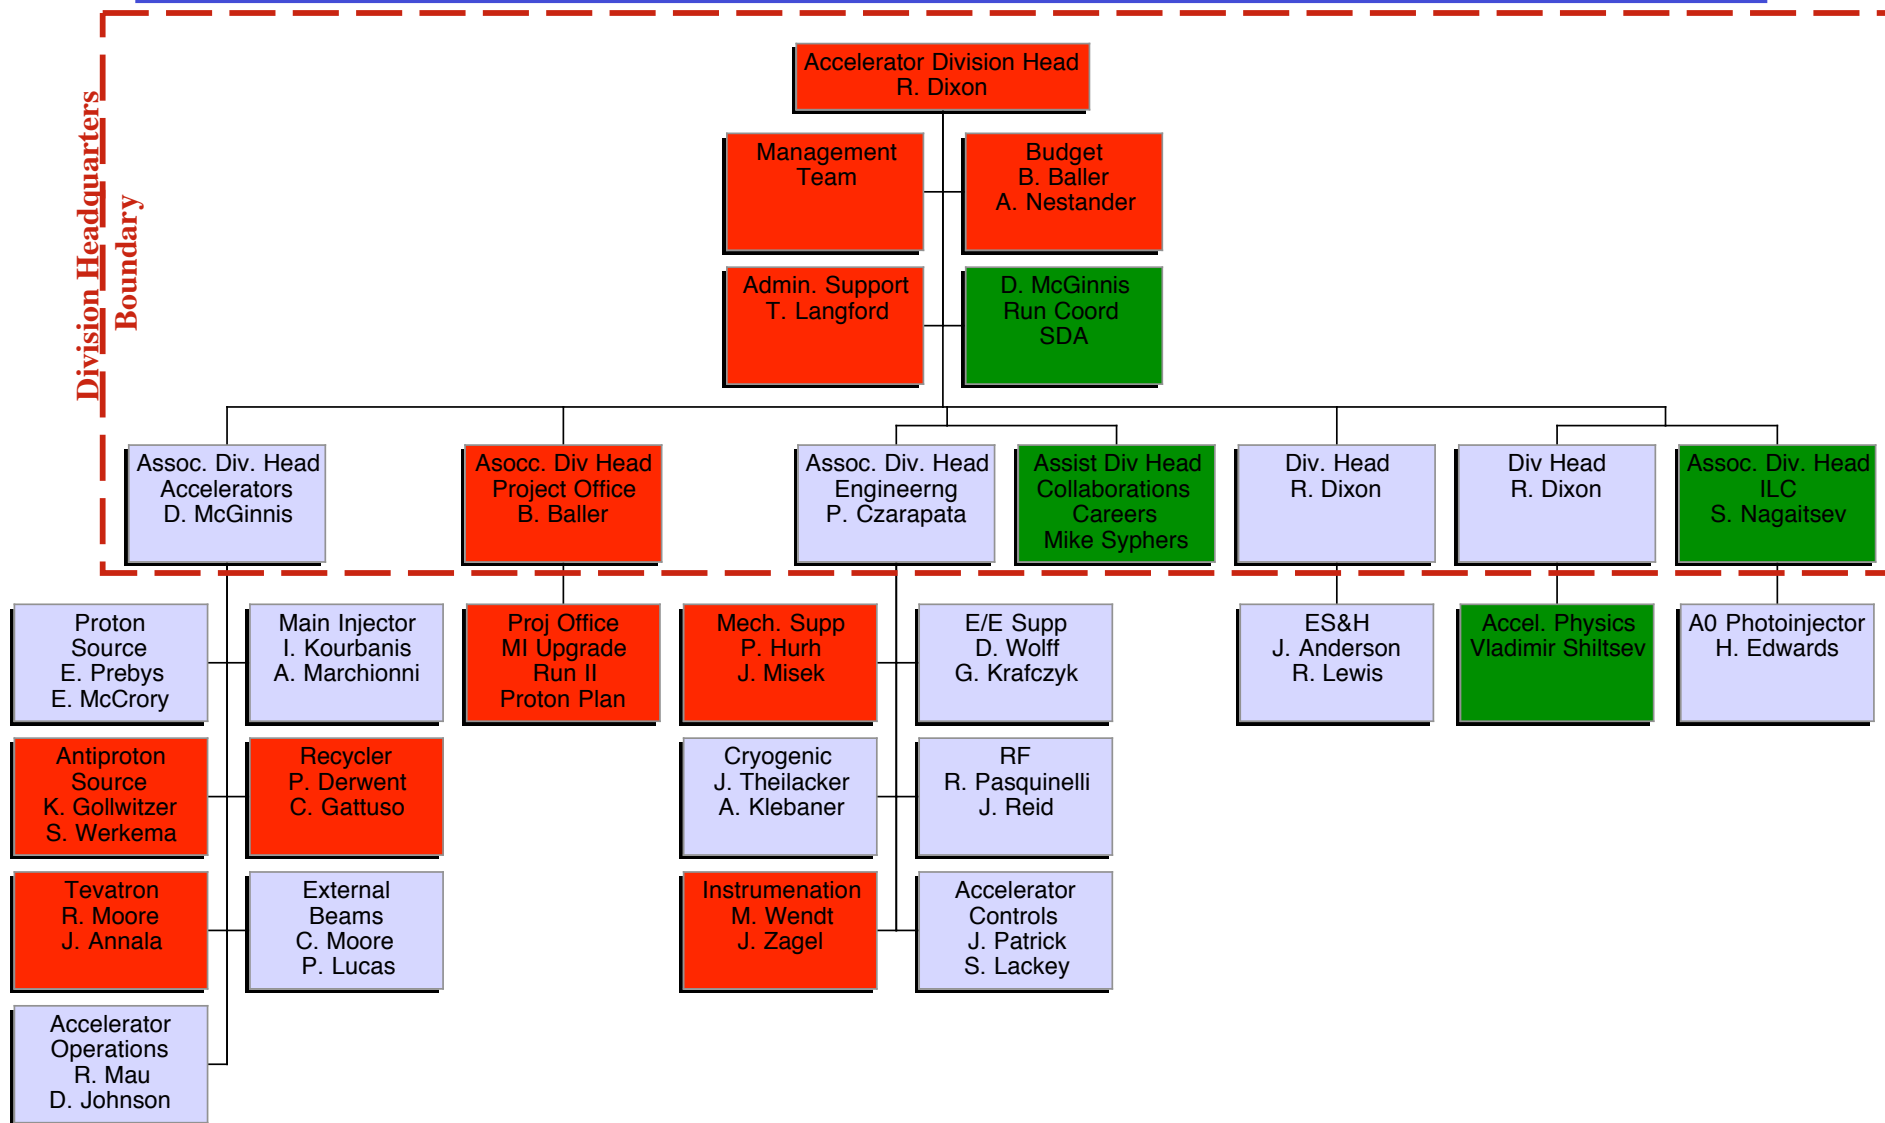 Division Headquarters
Boundary
Accelerator Division Head
R. Dixon
Management
Team
Budget
B. Baller
A. Nestander
Admin. Support
T. Langford
D. McGinnis
Run Coord
SDA
Assoc. Div. Head
Accelerators
D. McGinnis
Asocc. Div Head
Project Office
B. Baller
Assoc. Div. Head
Engineerng
P. Czarapata
Assist Div Head
Collaborations
Careers
Mike Syphers
Div. Head
R. Dixon
Div Head
R. Dixon
Assoc. Div. Head
ILC
S. Nagaitsev
Proton
Source
E. Prebys
E. McCrory
Main Injector
I. Kourbanis
A. Marchionni
Proj Office
MI Upgrade
Run II
Proton Plan
Mech. Supp
P. Hurh
J. Misek
E/E Supp
D. Wolff
G. Krafczyk
ES&H
J. Anderson
R. Lewis
Accel. Physics
Vladimir Shiltsev
A0 Photoinjector
H. Edwards
Antiproton
Source
K. Gollwitzer
S. Werkema
Recycler
P. Derwent
C. Gattuso
Cryogenic
J. Theilacker
A. Klebaner
RF
R. Pasquinelli
J. Reid
Tevatron
R. Moore
J. Annala
External
Beams
C. Moore
P. Lucas
Instrumenation
M. Wendt
J. Zagel
Accelerator
Controls
J. Patrick
S. Lackey
Accelerator
Operations
R. Mau
D. Johnson